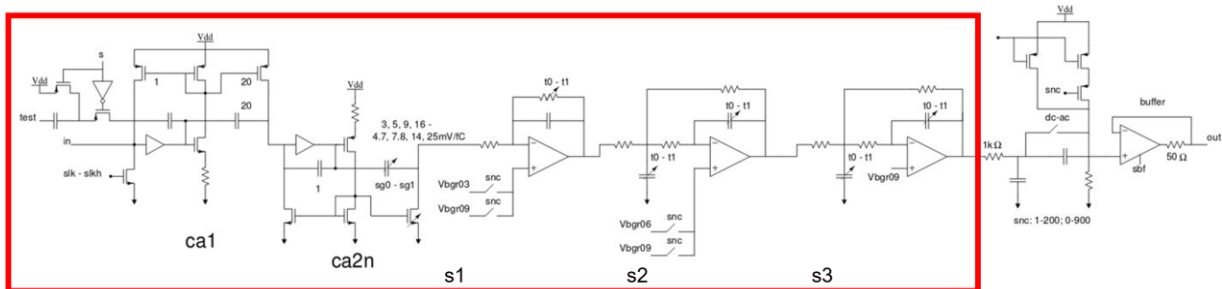 Vdd
s
Vdd
test
1
20
20
in
slk - slkh
ca1
Vdd
3, 5, 9, 16 -
4.7, 7.8, 14, 25mV/fC
1
sg0 - sg1
ca2n
t0 - t1
Vbgr03
snc
Vbgr09
snc
s1
t0 - t1
t0 - t1
Vbgr06
snc
Vbgr09
snc
s2
t0 - t1
t0 - t1
Vbgr09
s3
Vdd
snc
dc-ac
1kΩ
snc: 1-200; 0-900
buffer
sbf
50 Ω
out